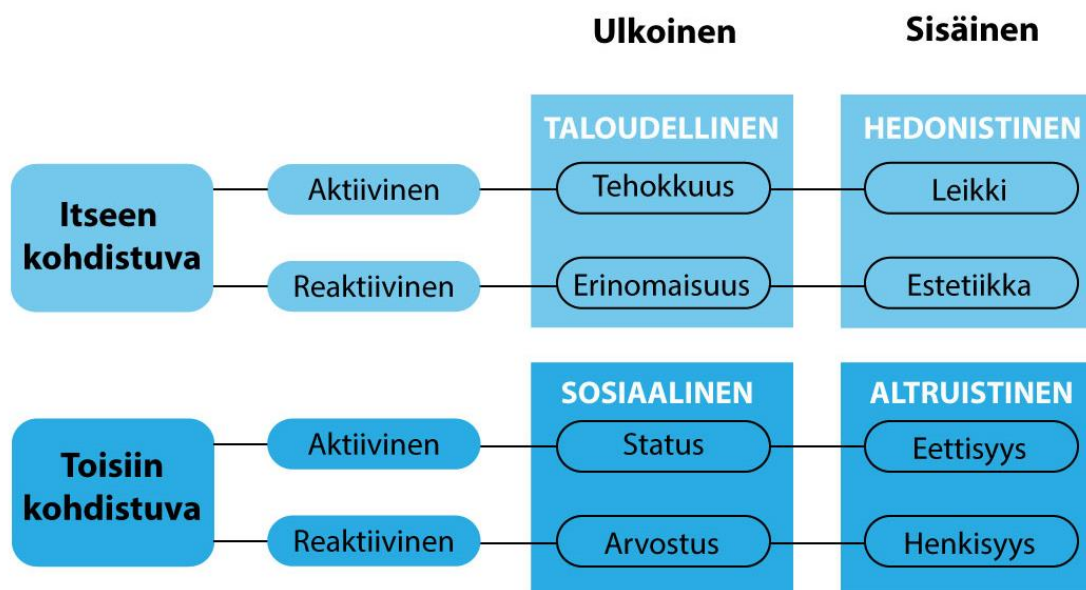 Ulkoinen Sisäinen
TALOUDELLINEN HEDONISTINEN
Itseen
kohdistuva
Aktiivinen Tehokkuus Leikki
Reaktiivinen Erinomaisuus Estetiikka
SOSIAALINEN ALTRUISTINEN
Toisiin
kohdistuva
Aktiivinen Status Eettisyys
Reaktiivinen Arvostus Henkisyys